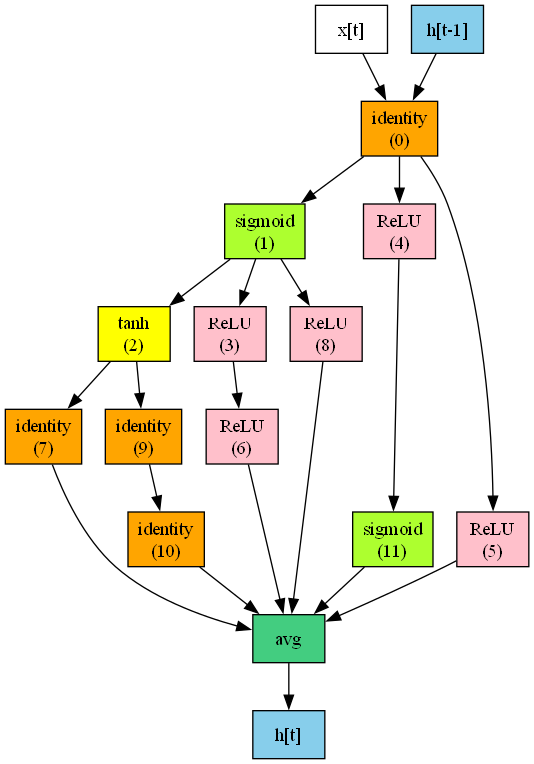 x[t]
h[t-1]
identity
(0)
sigmoid
(1)
ReLU
(4)
tanh
(2)
ReLU
(3)
ReLU
(8)
identity
(7)
identity
(9)
ReLU
(6)
identity
(10)
sigmoid
(11)
ReLU
(5)
avg
h[t]